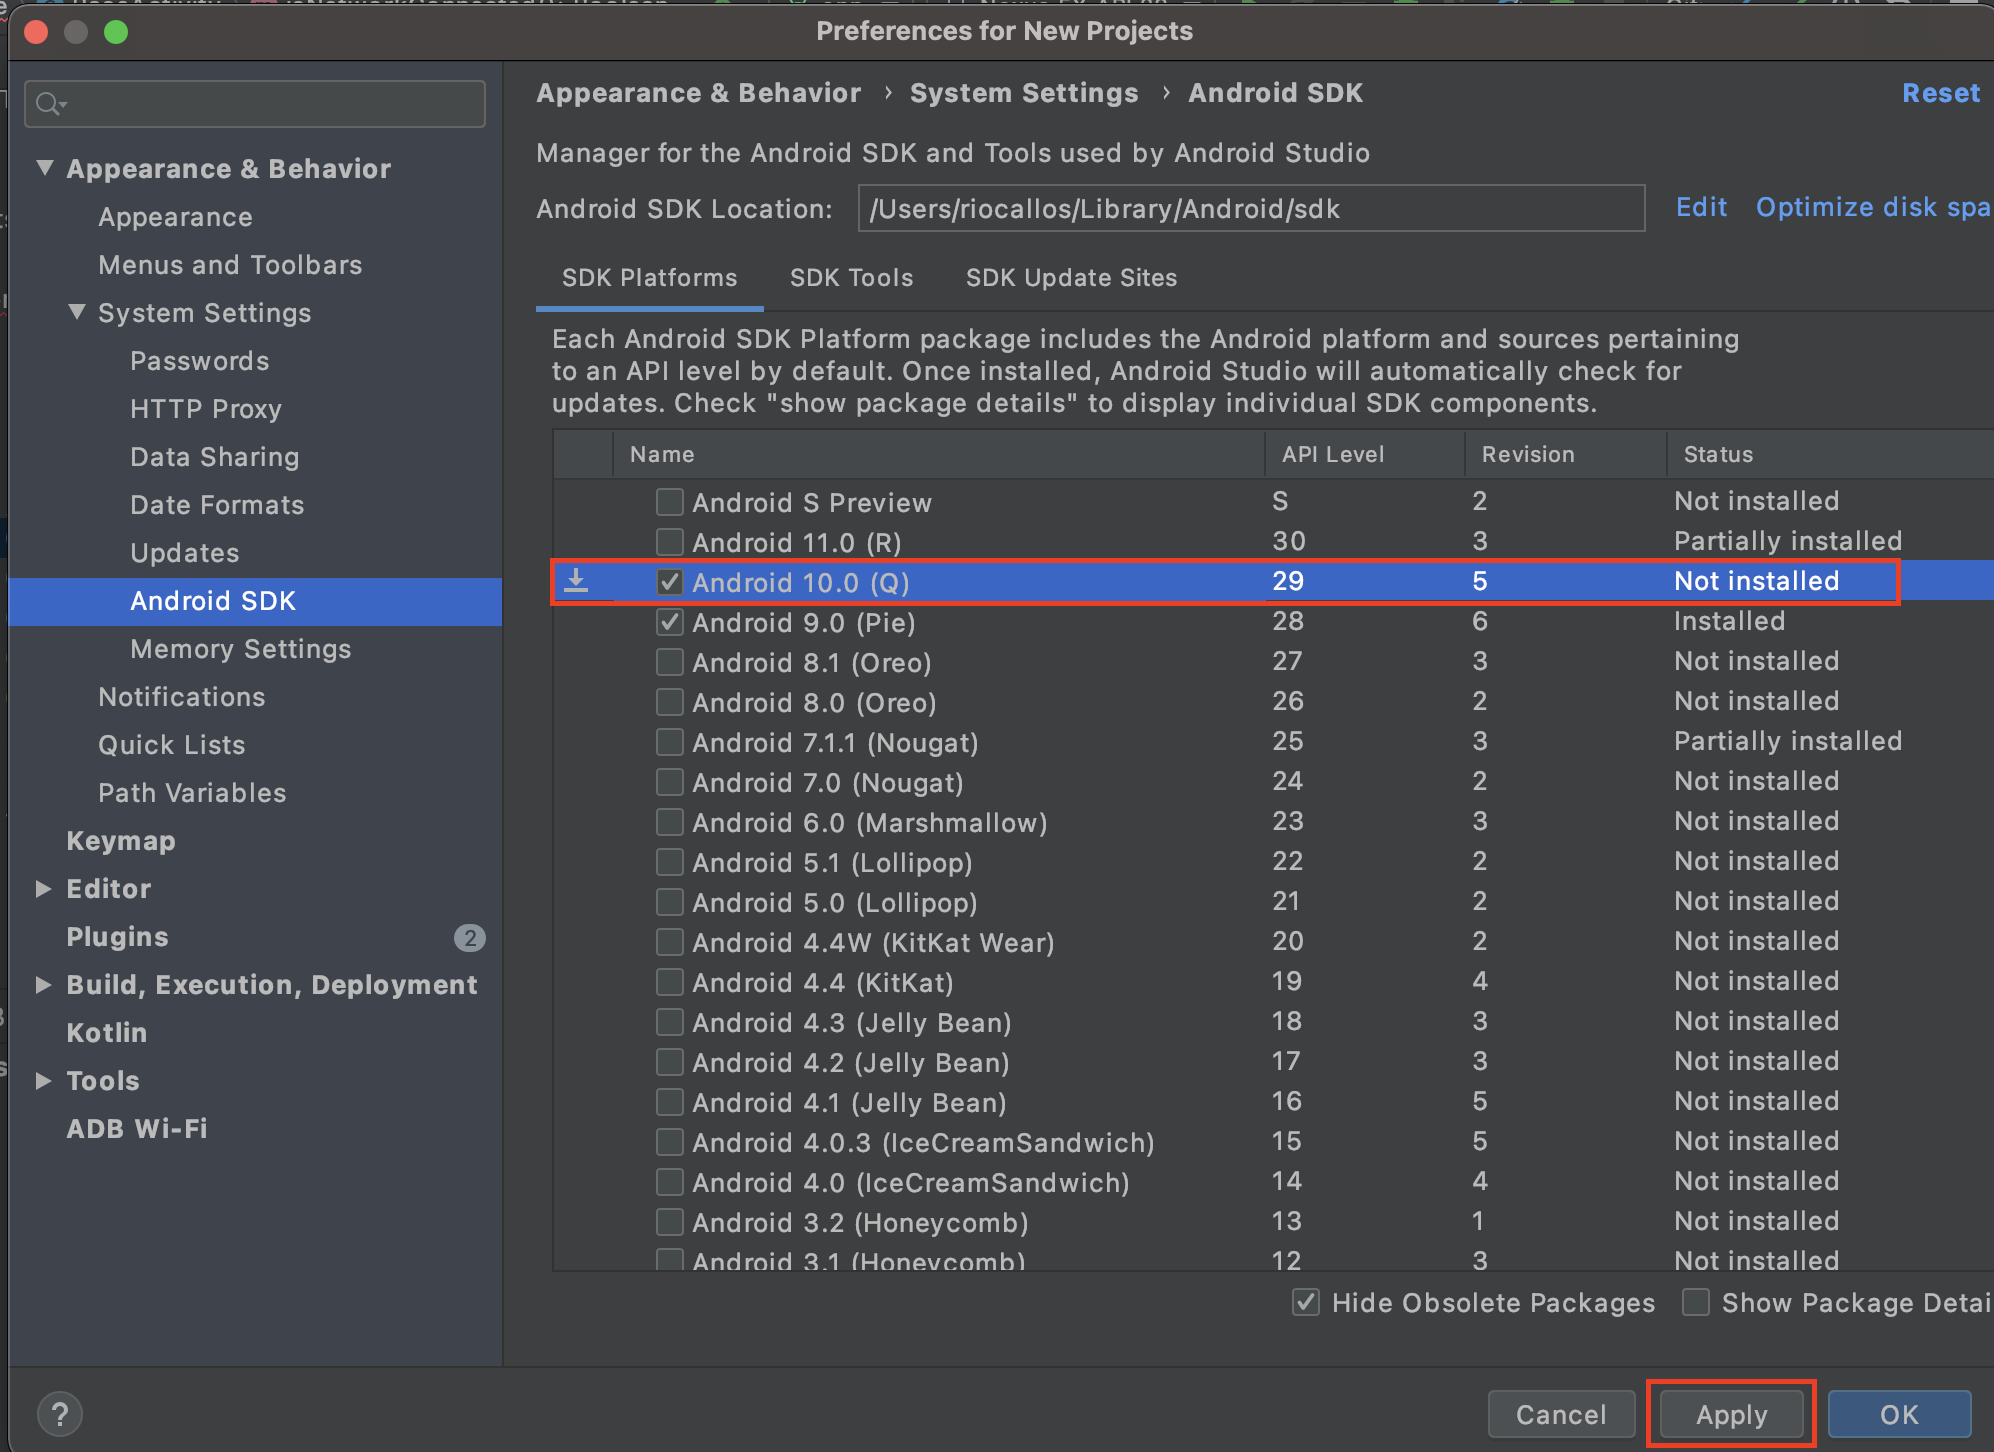 Preferences for New Projects
Appearance & Behavior › System Settings › Android SDK
Reset
Manager for the Android SDK and Tools used by Android Studio
Android SDK Location: /Users/riocallos/Library/Android/sdk Edit Optimize disk spa
SDK Platforms SDK Tools SDK Update Sites
Each Android SDK Platform package includes the Android platform and sources pertaining
to an API level by default. Once installed, Android Studio will automatically check for
updates. Check "show package details" to display individual SDK components.
Appearance & Behavior
Appearance
Menus and Toolbars
System Settings
Passwords
HTTP Proxy
Data Sharing
Date Formats
Updates
Android SDK
Memory Settings
Notifications
Quick Lists
Path Variables
Keymap
Editor
Plugins 2
Build, Execution, Deployment
Kotlin
Tools
ADB Wi-Fi
Name API Level Revision Status
Android S Preview S 2 Not installed
Android 11.0 (R) 30 3 Partially installed
Android 10.0 (Q) 29 5 Not installed
Android 9.0 (Pie) 28 6 Installed
Android 8.1 (Oreo) 27 3 Not installed
Android 8.0 (Oreo) 26 2 Not installed
Android 7.1.1 (Nougat) 25 3 Partially installed
Android 7.0 (Nougat) 24 2 Not installed
Android 6.0 (Marshmallow) 23 3 Not installed
Android 5.1 (Lollipop) 22 2 Not installed
Android 5.0 (Lollipop) 21 2 Not installed
Android 4.4W (KitKat Wear) 20 2 Not installed
Android 4.4 (KitKat) 19 4 Not installed
Android 4.3 (Jelly Bean) 18 3 Not installed
Android 4.2 (Jelly Bean) 17 3 Not installed
Android 4.1 (Jelly Bean) 16 5 Not installed
Android 4.0.3 (IceCreamSandwich) 15 5 Not installed
Android 4.0 (IceCreamSandwich) 14 4 Not installed
Android 3.2 (Honeycomb) 13 1 Not installed
Android 3.1 (Honeycomb) 12 3 Not installed
Hide Obsolete Packages Show Package Detai
? Cancel Apply OK